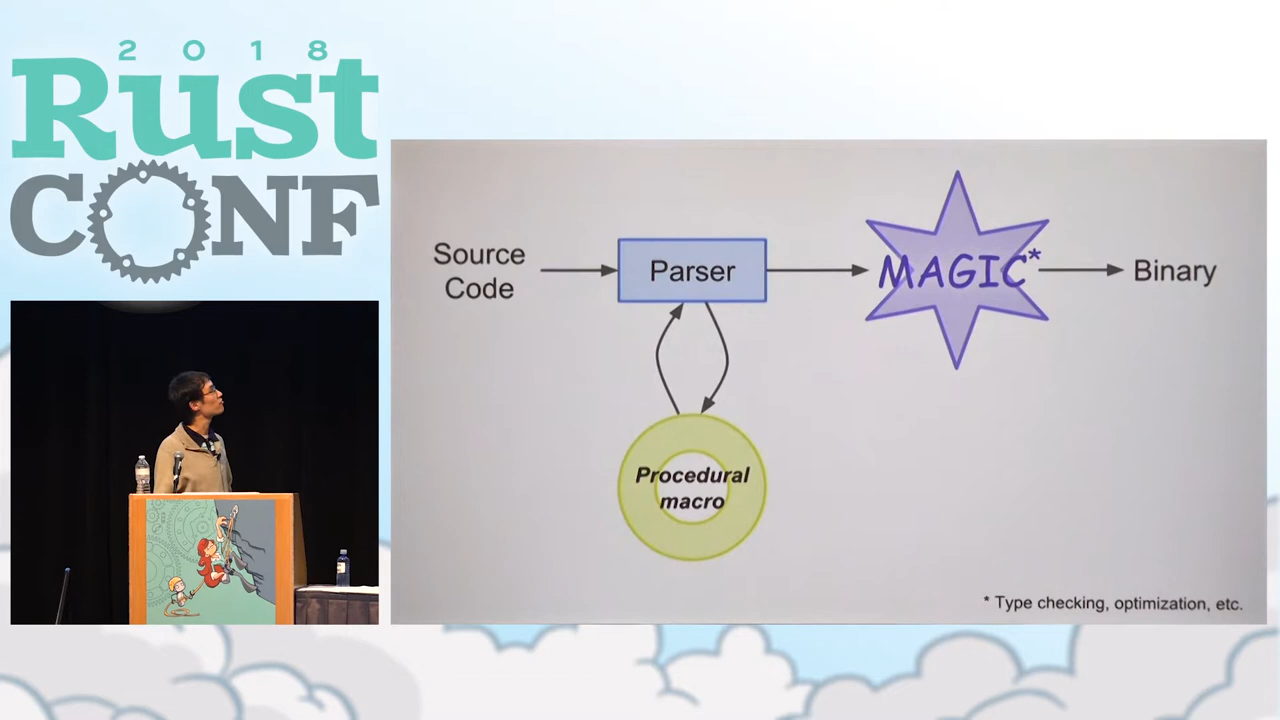 2018
Rust
CONF
Source
Code
Parser
MAGIC*
Binary
Procedural
macro
* Type checking, optimization, etc.